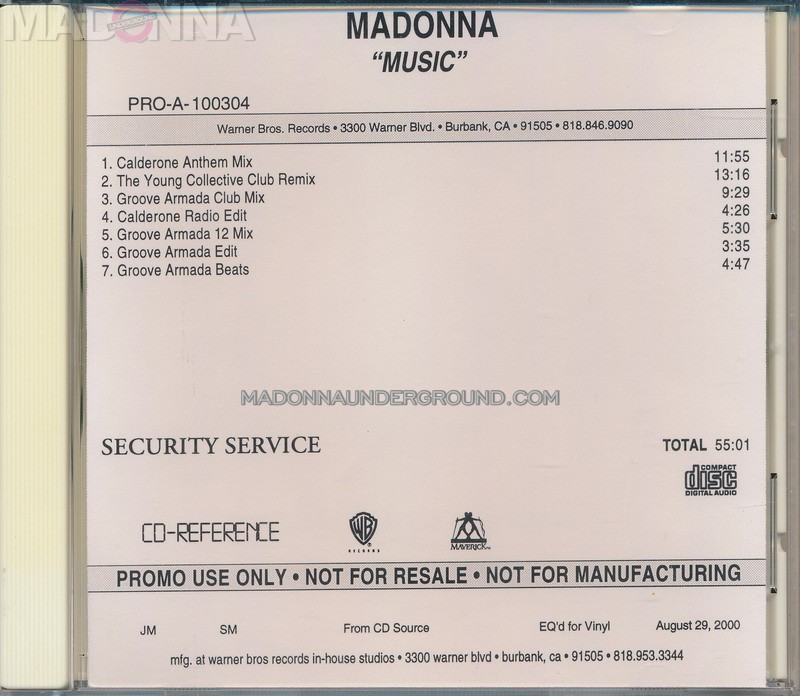 MADONNA
UNDERGROUND
MADONNA
“MUSIC”
PRO-A-100304
Warner Bros. Records • 3300 Warner Blvd. • Burbank, CA • 91505 • 818.846.9090
1. Calderone Anthem Mix 11:55
2. The Young Collective Club Remix 13:16
3. Groove Armada Club Mix 9:29
4. Calderone Radio Edit 4:26
5. Groove Armada 12 Mix 5:30
6. Groove Armada Edit 3:35
7. Groove Armada Beats 4:47
MADONNAUNDERGROUND.COM
SECURITY SERVICE TOTAL 55:01
COMPACT
disc
DIGITAL AUDIO
CD-REFERENCE
WB
RECORDS
MAVERICK
PROMO USE ONLY • NOT FOR RESALE • NOT FOR MANUFACTURING
JM SM From CD Source EQ'd for Vinyl August 29, 2000
mfg. at warner bros records in-house studios • 3300 warner blvd • burbank, ca • 91505 • 818.953.3344